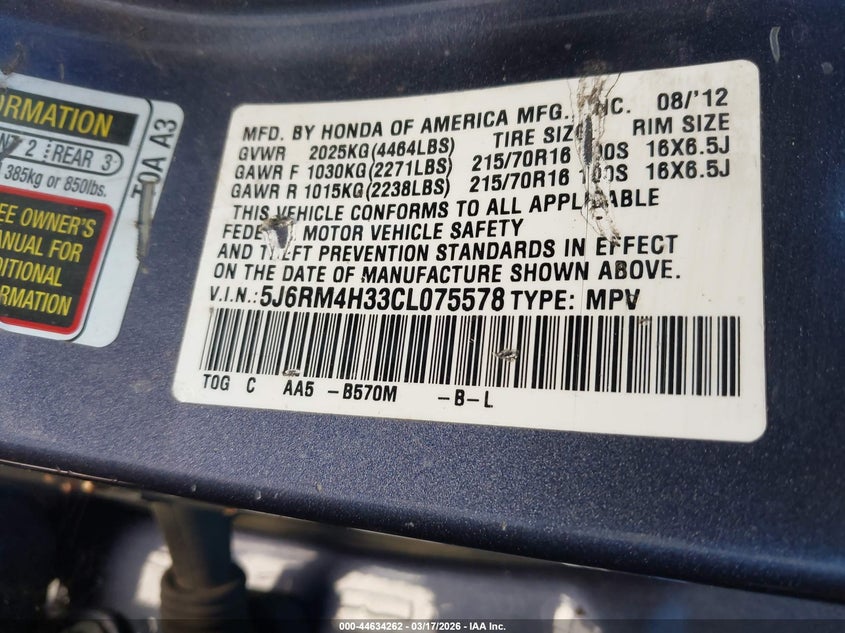 ORMATION
NT 2 REAR 3
385kg or 850lbs.
EE OWNER'S
ANUAL FOR
DITIONAL
ORMATION
T0A A3
MFD. BY HONDA OF AMERICA MFG., INC. 08/'12
GVWR 2025KG(4464LBS) TIRE SIZE RIM SIZE
GAWR F 1030KG(2271LBS) 215/70R16 100S 16X6.5J
GAWR R 1015KG(2238LBS) 215/70R16 100S 16X6.5J
THIS VEHICLE CONFORMS TO ALL APPLICABLE
FEDERAL MOTOR VEHICLE SAFETY
AND THEFT PREVENTION STANDARDS IN EFFECT
ON THE DATE OF MANUFACTURE SHOWN ABOVE.
V.I.N.:5J6RM4H33CL075578 TYPE: MPV
T0G C AA5 -B570M -B-L
000-44634262 - 03/17/2026 - IAA Inc.